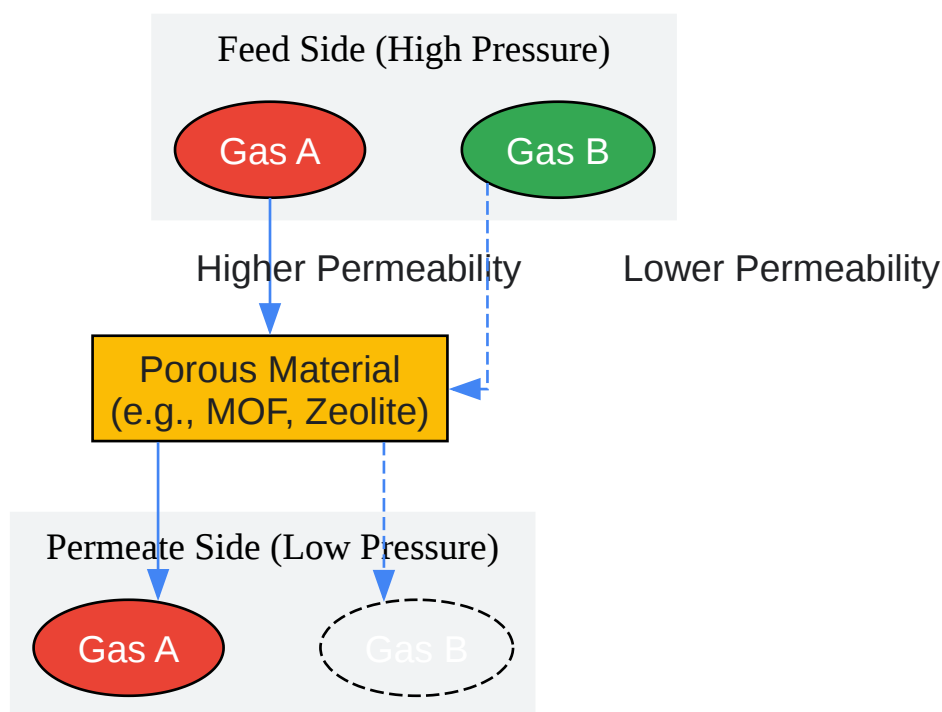 Feed Side (High Pressure)
Gas A
Gas B
Higher Permeability
Lower Permeability
Porous Material
(e.g., MOF, Zeolite)
Permeate Side (Low Pressure)
Gas A
Gas B